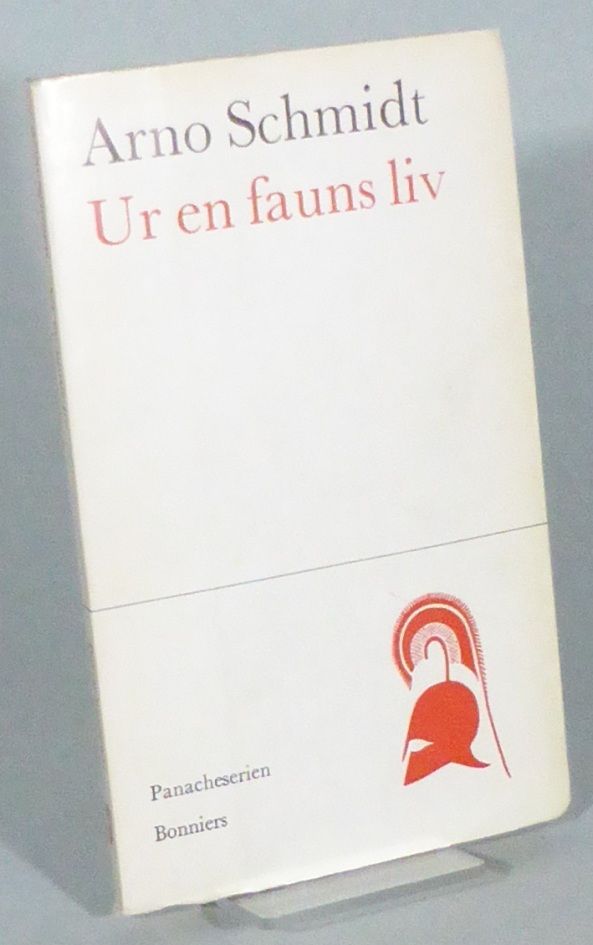 Arno Schmidt
Ur en fauns liv
Panacheserien
Bonniers